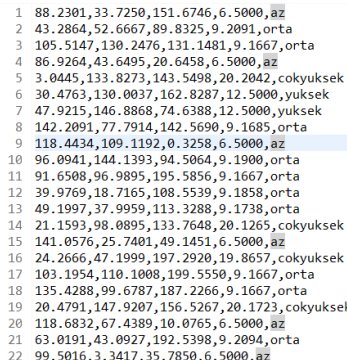 1 88.2301,33.7250,151.6746,6.5000,az
2 43.2864,52.6667,89.8325,9.2091,orta
3 105.5147,130.2476,131.1481,9.1667,orta
4 86.9264,43.6495,20.6458,6.5000,az
5 3.0445,133.8273,143.5498,20.2042,cokyuksek
6 30.4763,130.0037,162.8287,12.5000,yuksek
7 47.9215,146.8868,74.6388,12.5000,yuksek
8 142.2091,77.7914,142.5690,9.1685,orta
9 118.4434,109.1192,0.3258,6.5000,az
10 96.0941,144.1393,94.5064,9.1900,orta
11 91.6508,96.9895,195.5856,9.1667,orta
12 39.9769,18.7165,108.5539,9.1858,orta
13 49.1997,37.9959,113.3288,9.1738,orta
14 21.1593,98.0895,133.7648,20.1265,cokyuksek
15 141.0576,25.7401,49.1451,6.5000,az
16 24.2666,47.1999,197.2920,19.8657,cokyuksek
17 103.1954,110.1008,199.5550,9.1667,orta
18 135.4288,99.6787,187.2266,9.1667,orta
19 20.4791,147.9207,156.5267,20.1723,cokyuksek
20 118.6832,67.4389,10.0765,6.5000,az
21 63.0191,43.0927,192.5398,9.2094,orta
22 99.5016,3.3417,35.7850,6.5000,az